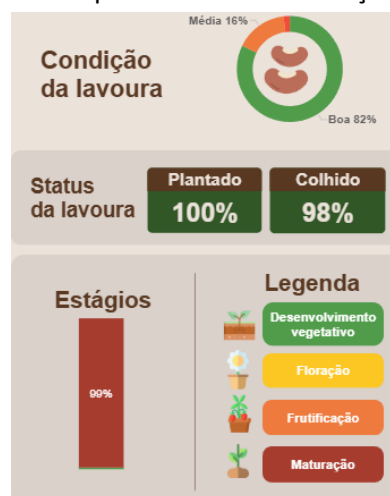 Média 16%
Condição
da lavoura
Boa 82%
Status
da lavoura
Plantado
100%
Colhido
98%
Estágios
99%
Legenda
Desenvolvimento
vegetativo
Floração
Frutificação
Maturação